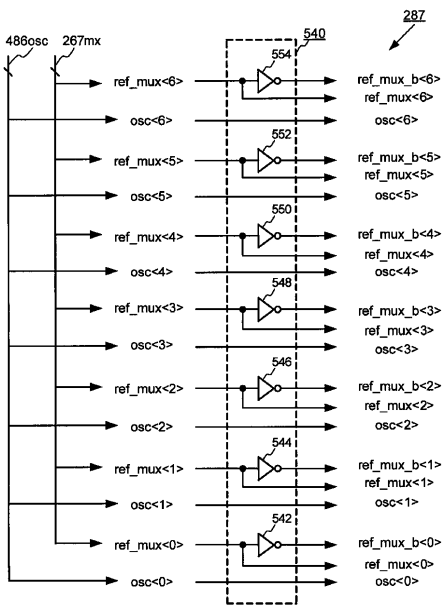 287
486osc 267mx 540
554
ref_mux<6> ref_mux_b<6>
ref_mux<6>
osc<6> osc<6>
552
ref_mux<5> ref_mux_b<5>
ref_mux<5>
osc<5> osc<5>
550
ref_mux<4> ref_mux_b<4>
ref_mux<4>
osc<4> osc<4>
548
ref_mux<3> ref_mux_b<3>
ref_mux<3>
osc<3> osc<3>
546
ref_mux<2> ref_mux_b<2>
ref_mux<2>
osc<2> osc<2>
544
ref_mux<1> ref_mux_b<1>
ref_mux<1>
osc<1> osc<1>
542
ref_mux<0> ref_mux_b<0>
ref_mux<0>
osc<0> osc<0>